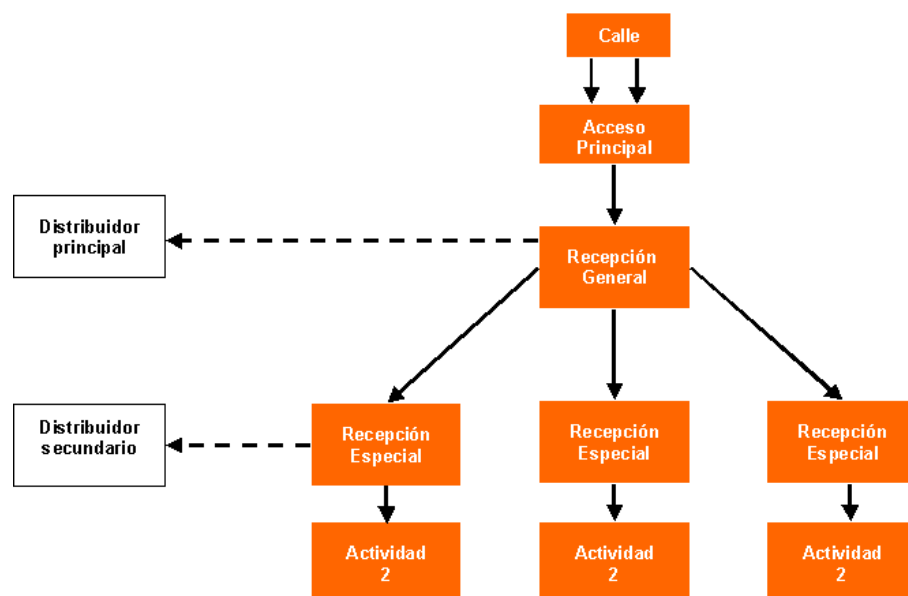 Calle
Acceso
Principal
Distribuidor
principal
Recepción
General
Distribuidor
secundario
Recepción
Especial
Recepción
Especial
Recepción
Especial
Actividad
2
Actividad
2
Actividad
2